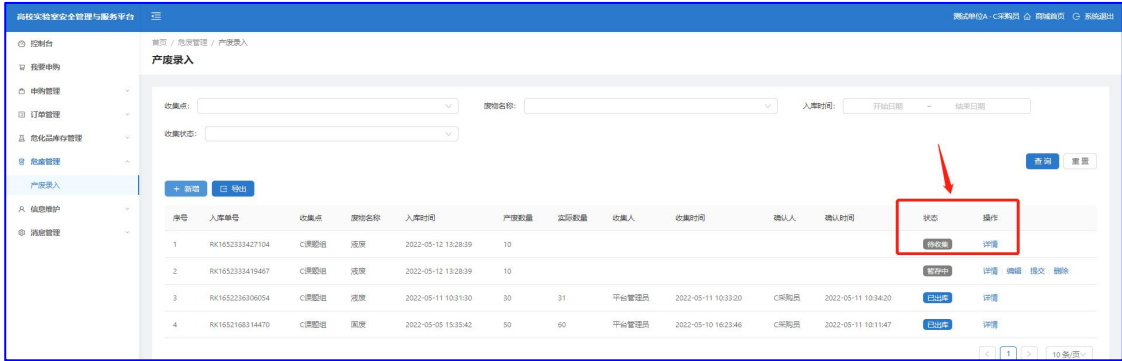 高校实验室安全管理与服务平台 测试单位A - C采购员 商城首页 系统退出
控制台
我要申购
申购管理
订单管理
危化品库存管理
危废管理
产废录入
信息维护
消息管理
首页 / 危废管理 / 产废录入
产废录入
收集点: 废物名称: 入库时间: 开始日期 ~ 结束日期
收集状态:
查询 重置
+ 新增 导出
序号 入库单号 收集点 废物名称 入库时间 产废数量 实际数量 收集人 收集时间 确认人 确认时间 状态 操作
1 RK1652333427104 C课题组 液废 2022-05-12 13:28:39 10 待收集 详情
2 RK1652333419467 C课题组 液废 2022-05-12 13:28:39 10 暂存中 详情 编辑 提交 删除
3 RK1652236306054 C课题组 液废 2022-05-11 10:31:30 30 31 平台管理员 2022-05-11 10:33:20 C采购员 2022-05-11 10:34:20 已出库 详情
4 RK1652168314470 C课题组 固废 2022-05-05 15:35:42 50 60 平台管理员 2022-05-10 16:23:46 C采购员 2022-05-11 10:11:47 已出库 详情
< 1 > 10 条/页